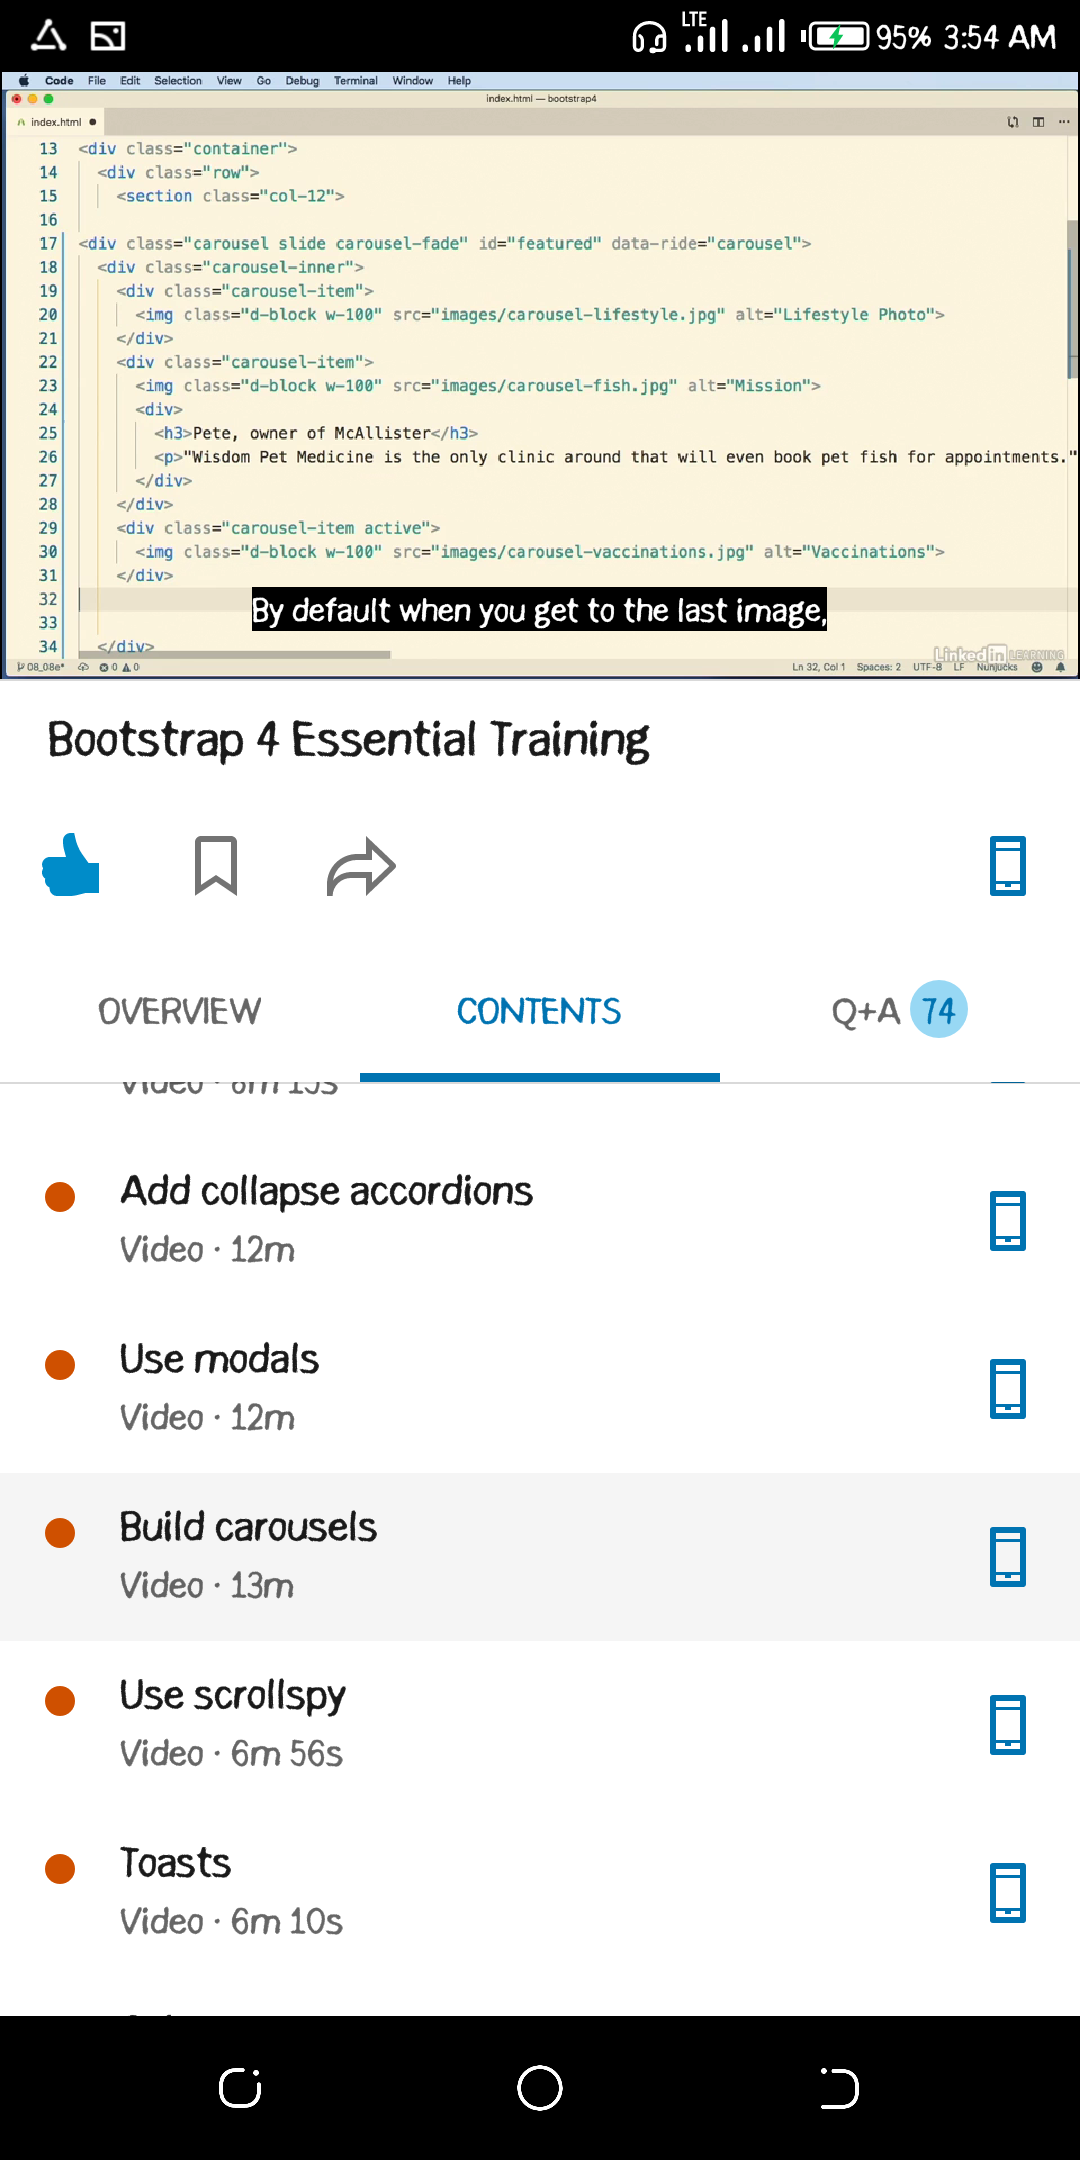 LTE
95% 3:54 AM
Code File Edit Selection View Go Debug Terminal Window Help
index.html — bootstrap4
index.html
13 <div class="container">
14 <div class="row">
15 <section class="col-12">
16
17 <div class="carousel slide carousel-fade" id="featured" data-ride="carousel">
18 <div class="carousel-inner">
19 <div class="carousel-item">
20 <img class="d-block w-100" src="images/carousel-lifestyle.jpg" alt="Lifestyle Photo">
21 </div>
22 <div class="carousel-item">
23 <img class="d-block w-100" src="images/carousel-fish.jpg" alt="Mission">
24 <div>
25 <h3>Pete, owner of McAllister</h3>
26 <p>"Wisdom Pet Medicine is the only clinic around that will even book pet fish for appointments."
27 </div>
28 </div>
29 <div class="carousel-item active">
30 <img class="d-block w-100" src="images/carousel-vaccinations.jpg" alt="Vaccinations">
31 </div>
32
By default when you get to the last image,
33
34 </div>
LinkedIn LEARNING
08_08e* 0 0 Ln 32, Col 1 Spaces: 2 UTF-8 LF Nunjucks
Bootstrap 4 Essential Training
OVERVIEW CONTENTS Q+A 74
Video · 6m 15s
Add collapse accordions
Video · 12m
Use modals
Video · 12m
Build carousels
Video · 13m
Use scrollspy
Video · 6m 56s
Toasts
Video · 6m 10s